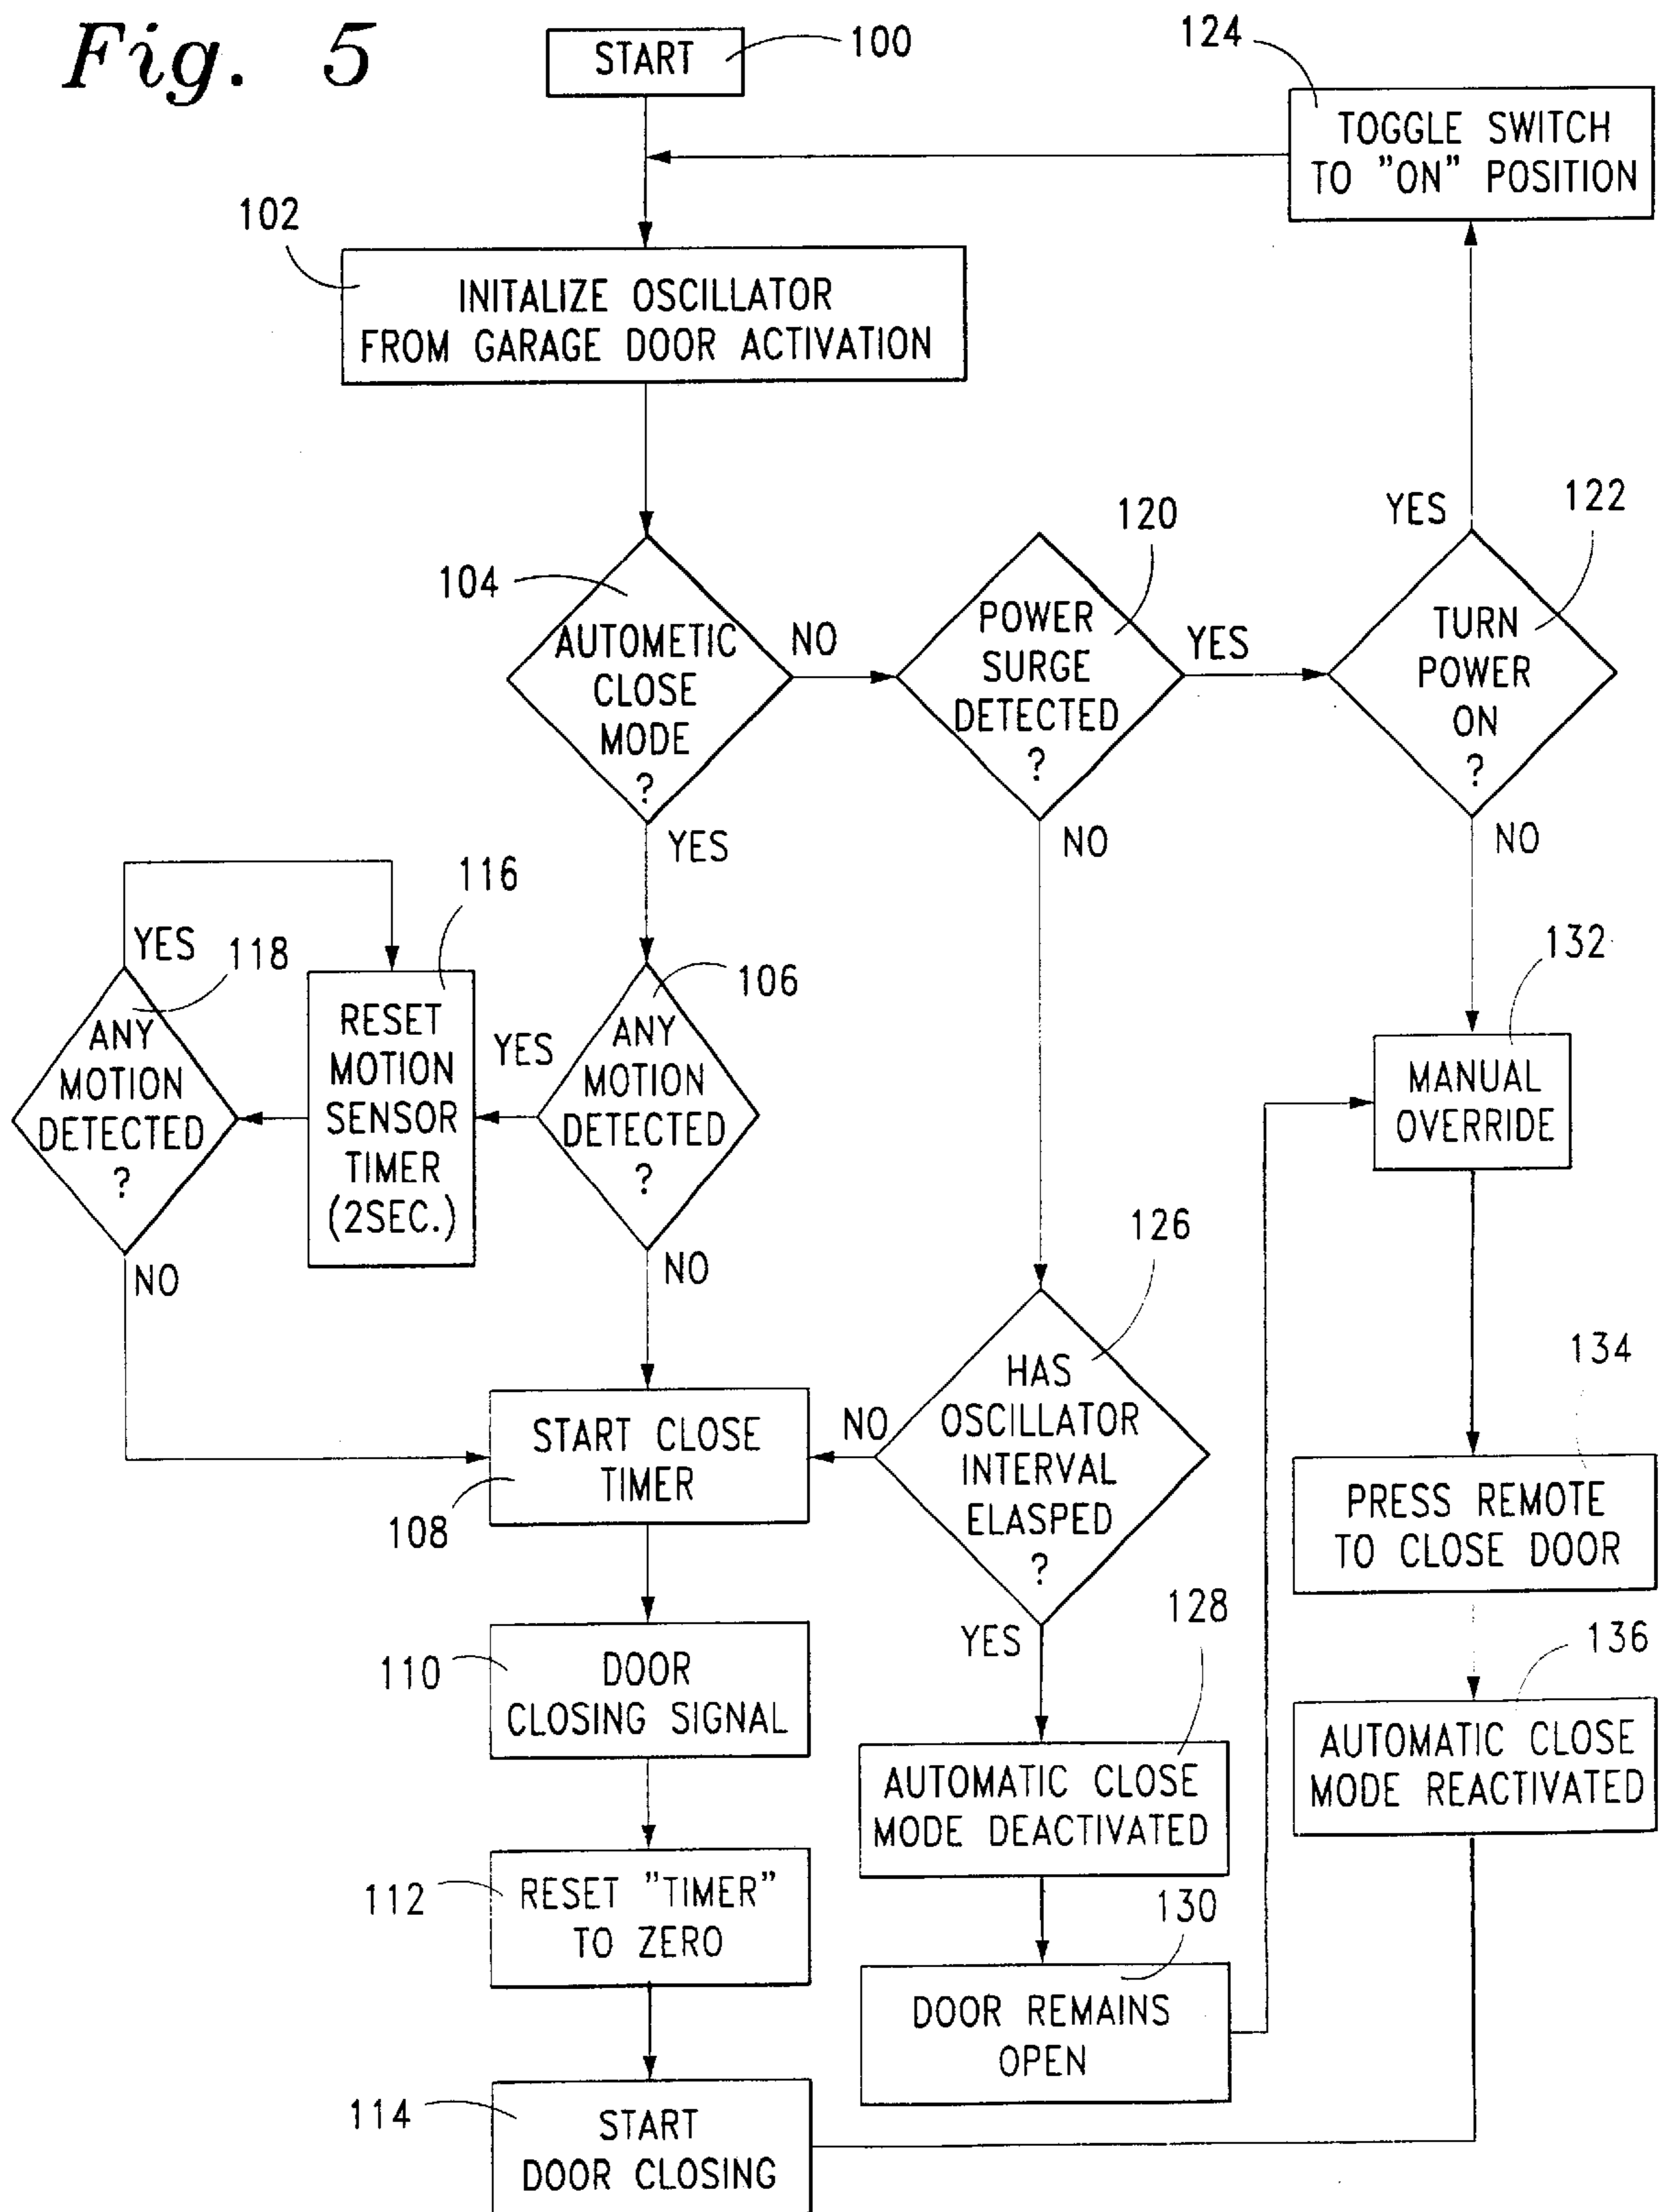 Fig. 5
START
100
124
TOGGLE SWITCH
TO "ON" POSITION
102
INITALIZE OSCILLATOR
FROM GARAGE DOOR ACTIVATION
104
AUTOMETIC
CLOSE
MODE
?
NO
YES
120
POWER
SURGE
DETECTED
?
YES
NO
122
YES
TURN
POWER
ON
?
NO
116
YES
118
ANY
MOTION
DETECTED
?
NO
RESET
MOTION
SENSOR
TIMER
(2SEC.)
YES
106
ANY
MOTION
DETECTED
?
NO
132
MANUAL
OVERRIDE
126
HAS
OSCILLATOR
INTERVAL
ELASPED
?
NO
YES
START CLOSE
TIMER
108
134
PRESS REMOTE
TO CLOSE DOOR
110
DOOR
CLOSING SIGNAL
128
AUTOMATIC CLOSE
MODE DEACTIVATED
136
AUTOMATIC CLOSE
MODE REACTIVATED
112
RESET "TIMER"
TO ZERO
130
DOOR REMAINS
OPEN
114
START
DOOR CLOSING